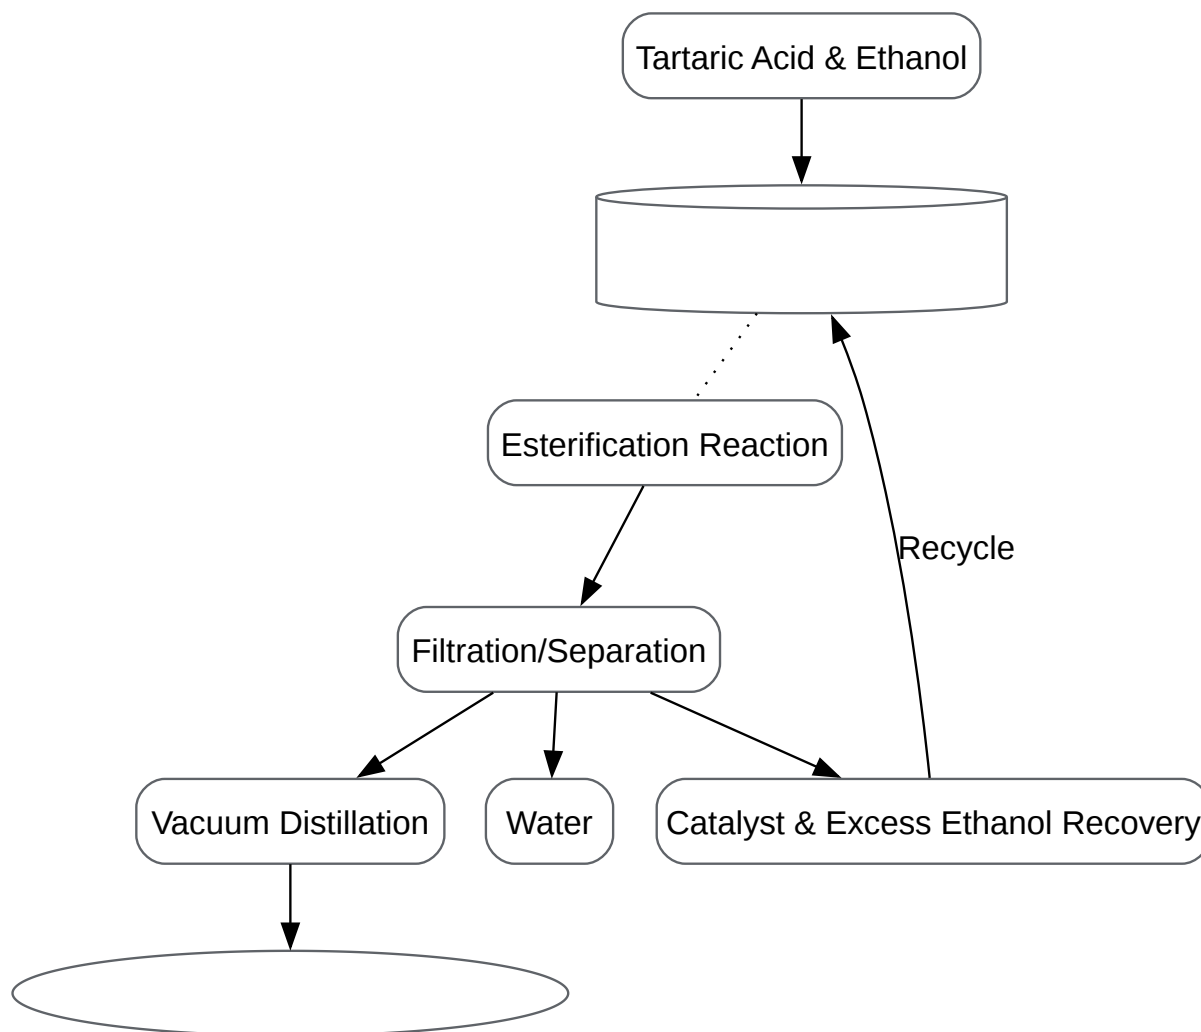 Tartaric Acid & Ethanol
Esterification Reaction
Recycle
Filtration/Separation
Vacuum Distillation
Water
Catalyst & Excess Ethanol Recovery